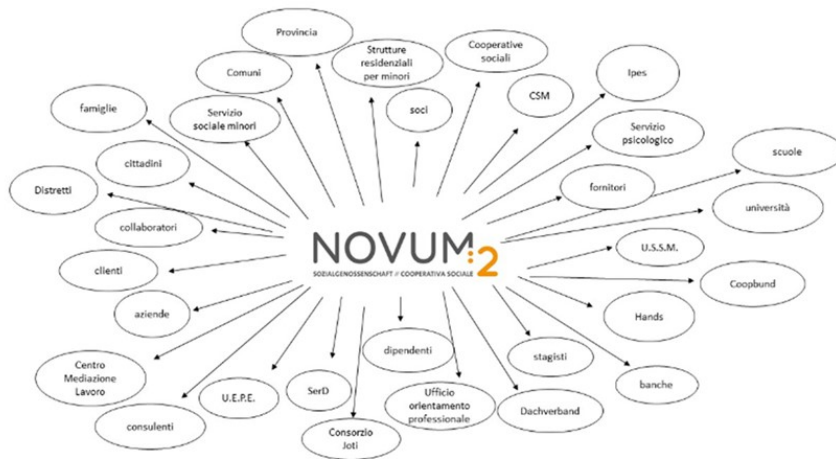 Provincia
Strutture
residenziali
per minori
Cooperative
sociali
Comuni
Ipes
famiglie
Servizio
sociale minori
soci
CSM
Servizio
psicologico
cittadini
scuole
Distretti
fornitori
collaboratori
università
NOVUM:2
SOZIALGENOSSENSCHAFT // COOPERATIVA SOCIALE
U.S.S.M.
clienti
Coopbund
aziende
Hands
dipendenti
stagisti
Centro
Mediazione
Lavoro
banche
U.E.P.E.
SerD
Ufficio
orientamento
professionale
Dachverband
consulenti
Consorzio
Joti